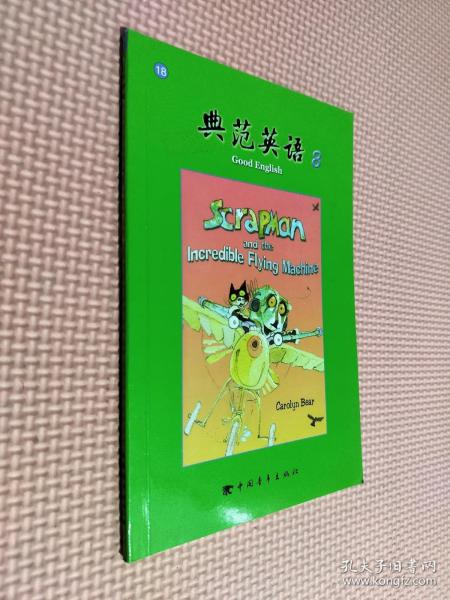 18
典范英语 8
Good English
Scrapman
and the
Incredible Flying Machine
Carolyn Bear
中国青年出版社
孔夫子旧书网
www.kongfz.com